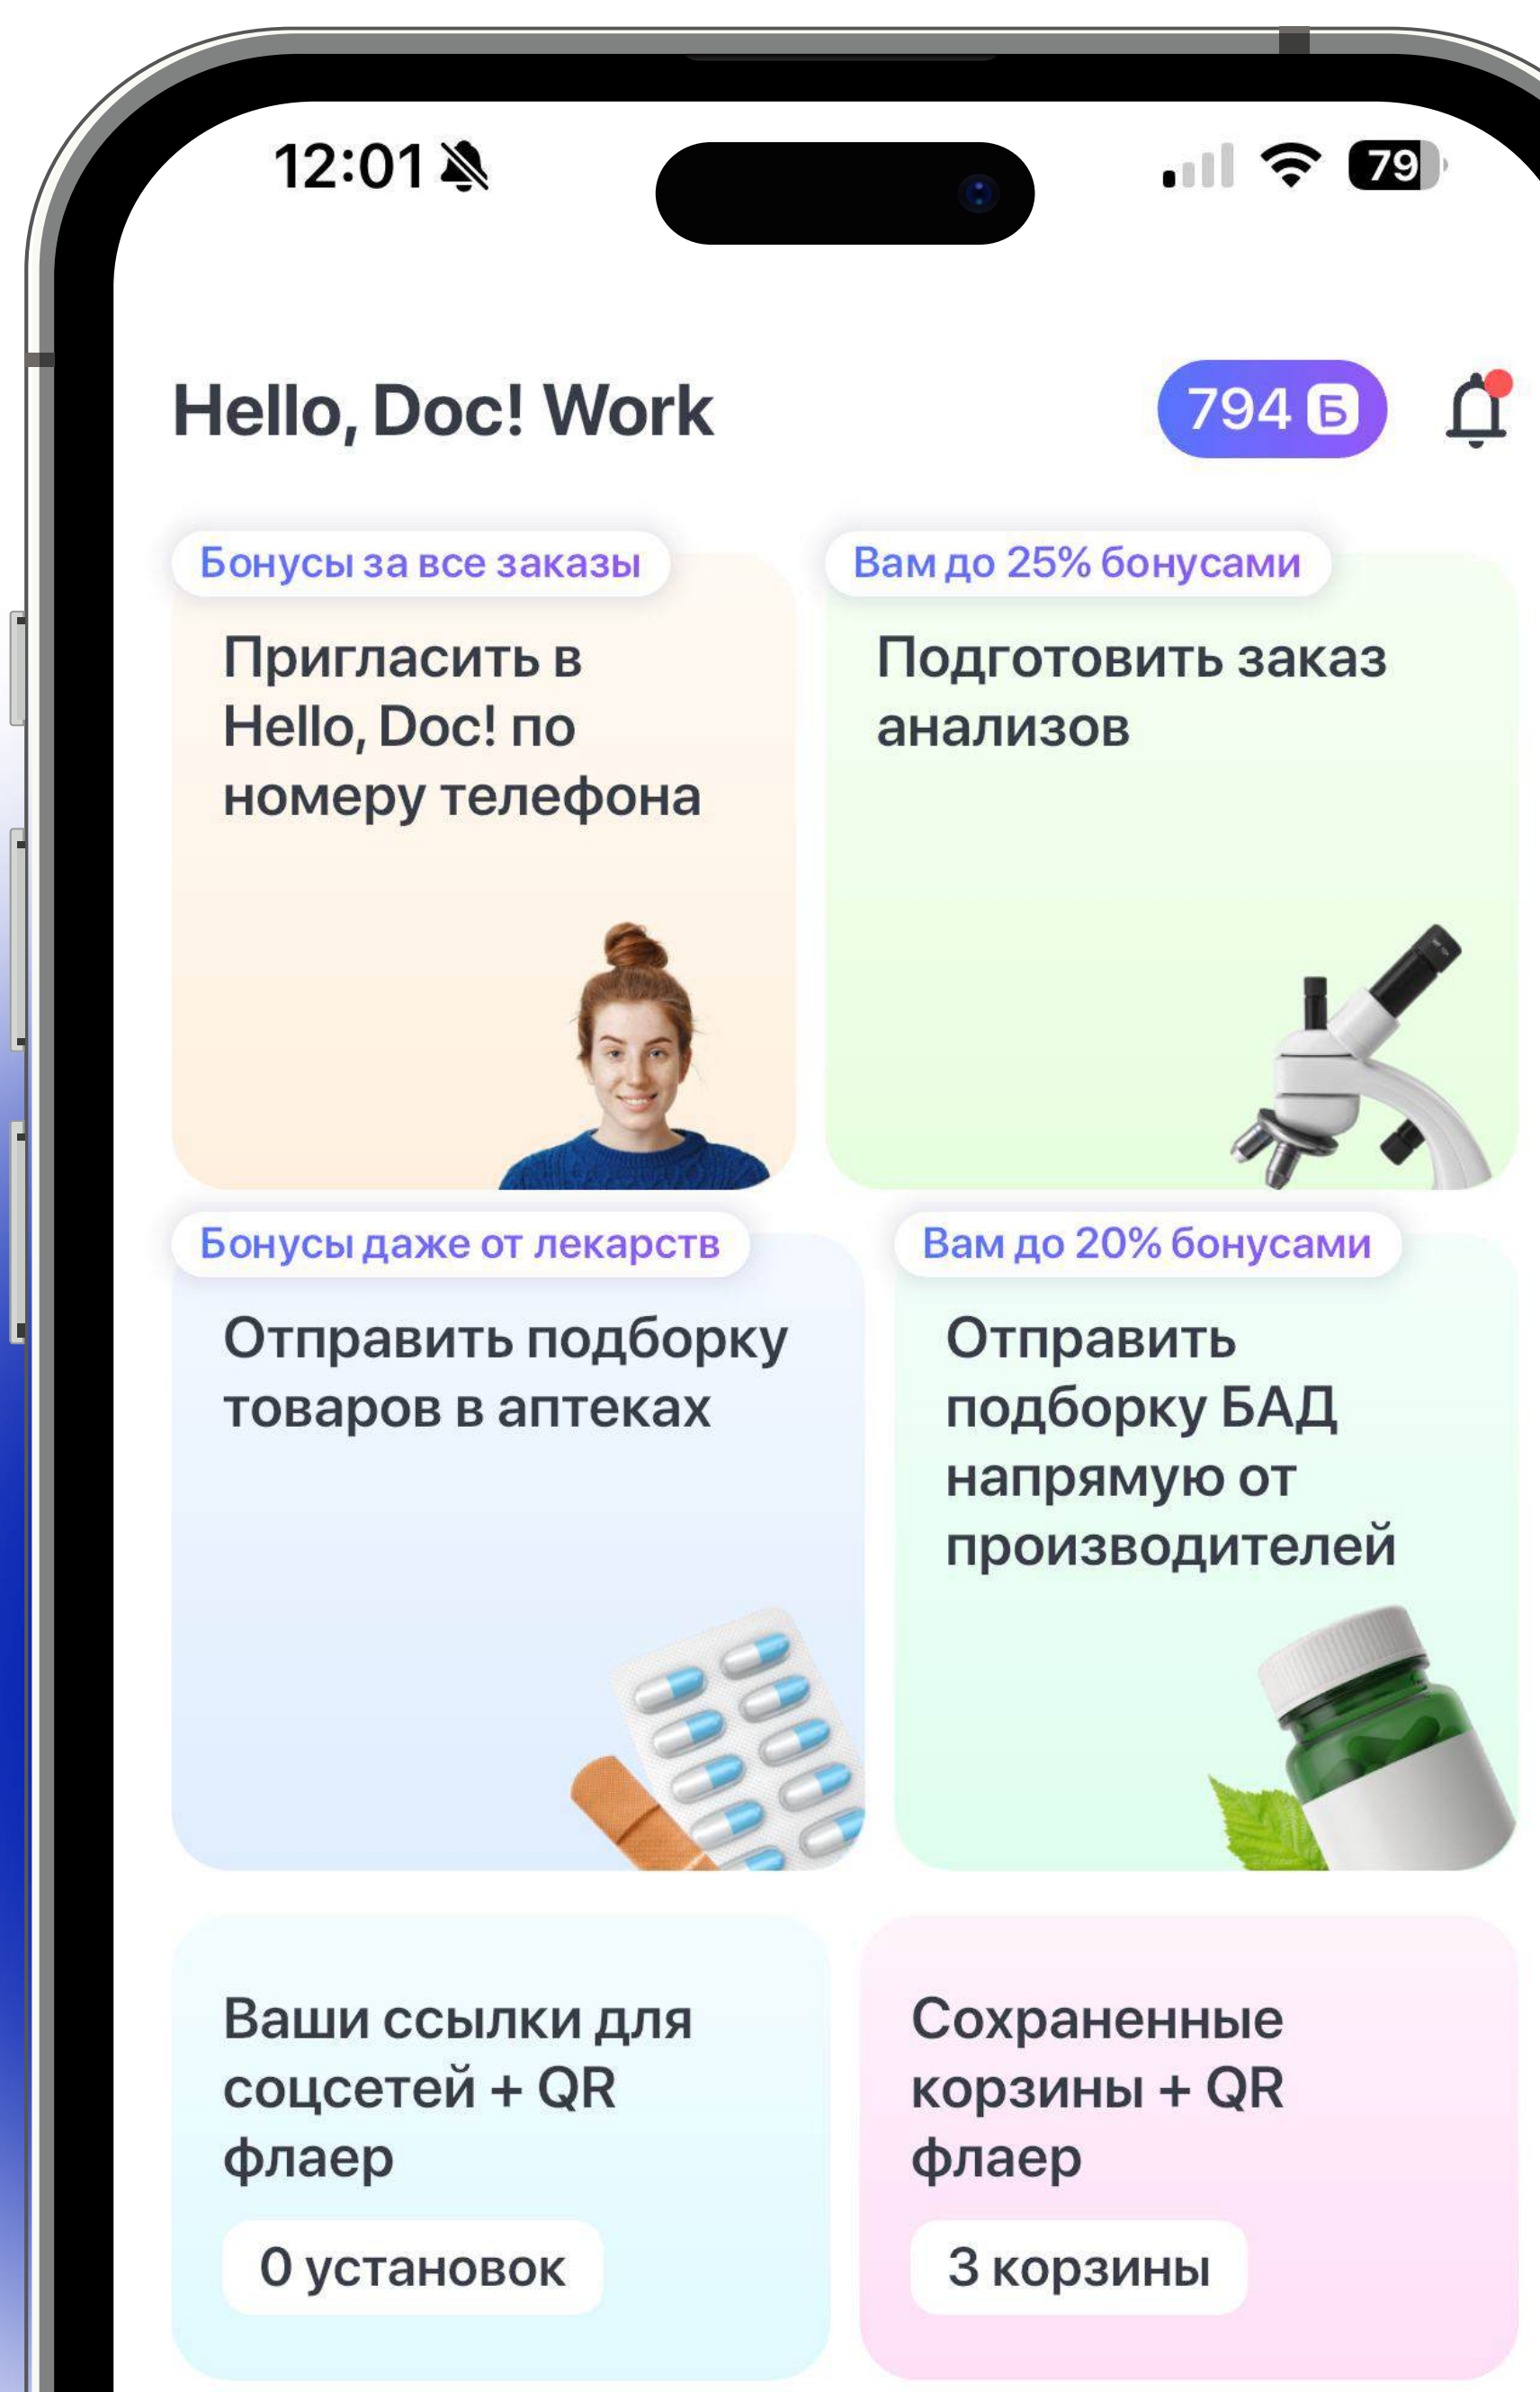 12:01
79
Hello, Doc! Work
794 Б
Бонусы за все заказы
Пригласить в
Hello, Doc! по
номеру телефона
Вам до 25% бонусами
Подготовить заказ
анализов
Бонусы даже от лекарств
Отправить подборку
товаров в аптеках
Вам до 20% бонусами
Отправить
подборку БАД
напрямую от
производителей
Ваши ссылки для
соцсетей + QR
флаер
0 установок
Сохраненные
корзины + QR
флаер
3 корзины